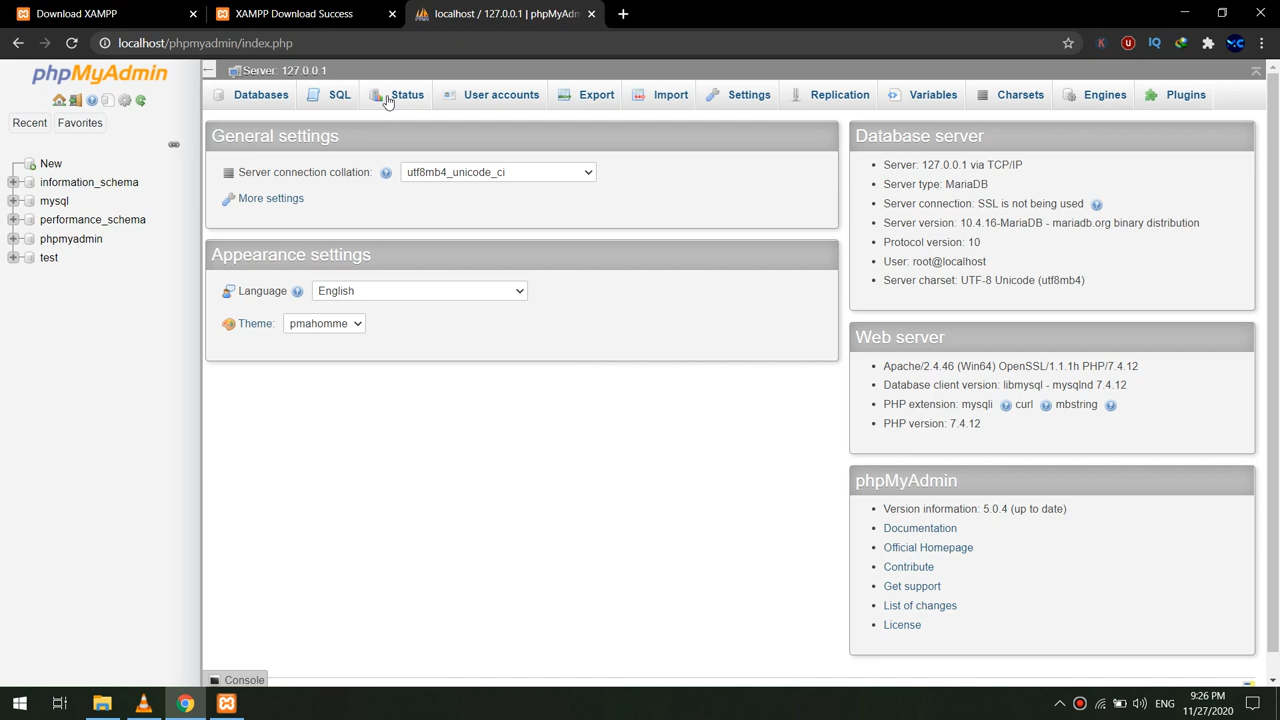 Download XAMPP
XAMPP Download Success
localhost / 127.0.0.1 | phpMyAdm
localhost/phpmyadmin/index.php
phpMyAdmin
Recent
Favorites
New
information_schema
mysql
performance_schema
phpmyadmin
test
Server: 127.0.0.1
Databases
SQL
Status
User accounts
Export
Import
Settings
Replication
Variables
Charsets
Engines
Plugins
General settings
Server connection collation:
utf8mb4_unicode_ci
More settings
Appearance settings
Language
English
Theme:
pmahomme
Database server
Server: 127.0.0.1 via TCP/IP
Server type: MariaDB
Server connection: SSL is not being used
Server version: 10.4.16-MariaDB - mariadb.org binary distribution
Protocol version: 10
User: root@localhost
Server charset: UTF-8 Unicode (utf8mb4)
Web server
Apache/2.4.46 (Win64) OpenSSL/1.1.1h PHP/7.4.12
Database client version: libmysql - mysqlnd 7.4.12
PHP extension: mysqli curl mbstring
PHP version: 7.4.12
phpMyAdmin
Version information: 5.0.4 (up to date)
Documentation
Official Homepage
Contribute
Get support
List of changes
License
Console
ENG
9:26 PM
11/27/2020